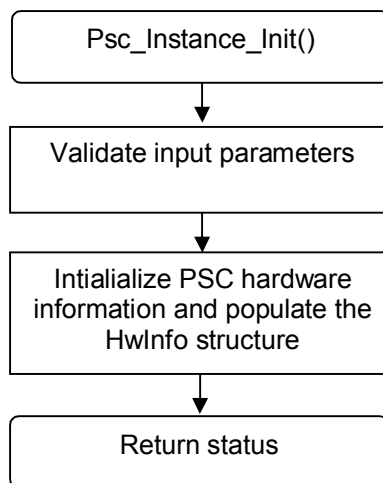 Psc_Instance_Init()
Validate input parameters
Intialialize PSC hardware
information and populate the
HwInfo structure
Return status